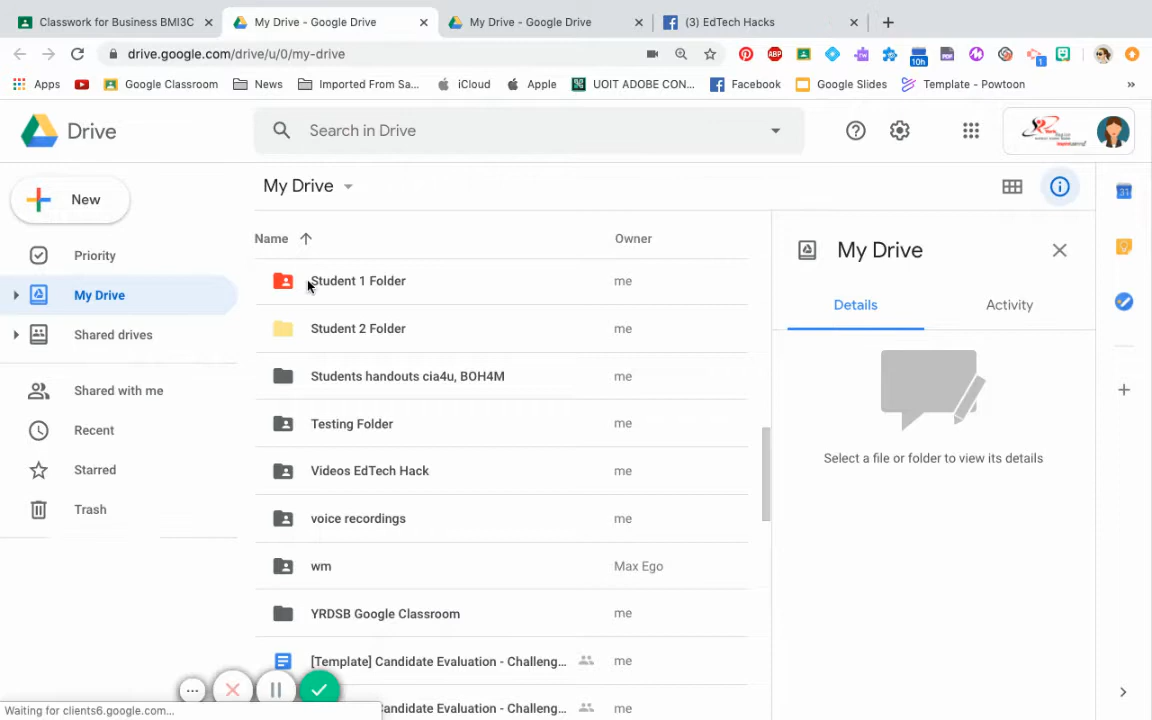 Classwork for Business BMI3C
My Drive - Google Drive
My Drive - Google Drive
(3) EdTech Hacks
drive.google.com/drive/u/0/my-drive
ABP
10h
1
Apps
Google Classroom
News
Imported From Sa...
iCloud
Apple
UOIT ADOBE CON...
Facebook
Google Slides
Template - Powtoon
»
Drive
Search in Drive
New
My Drive
31
Name
Owner
My Drive
Priority
Student 1 Folder
me
Details
Activity
My Drive
Student 2 Folder
me
Shared drives
Students handouts cia4u, BOH4M
me
Shared with me
Testing Folder
me
Recent
Select a file or folder to view its details
Videos EdTech Hack
me
Starred
voice recordings
me
Trash
wm
Max Ego
YRDSB Google Classroom
me
[Template] Candidate Evaluation - Challeng...
me
Candidate Evaluation - Challeng...
me
Waiting for clients6.google.com...